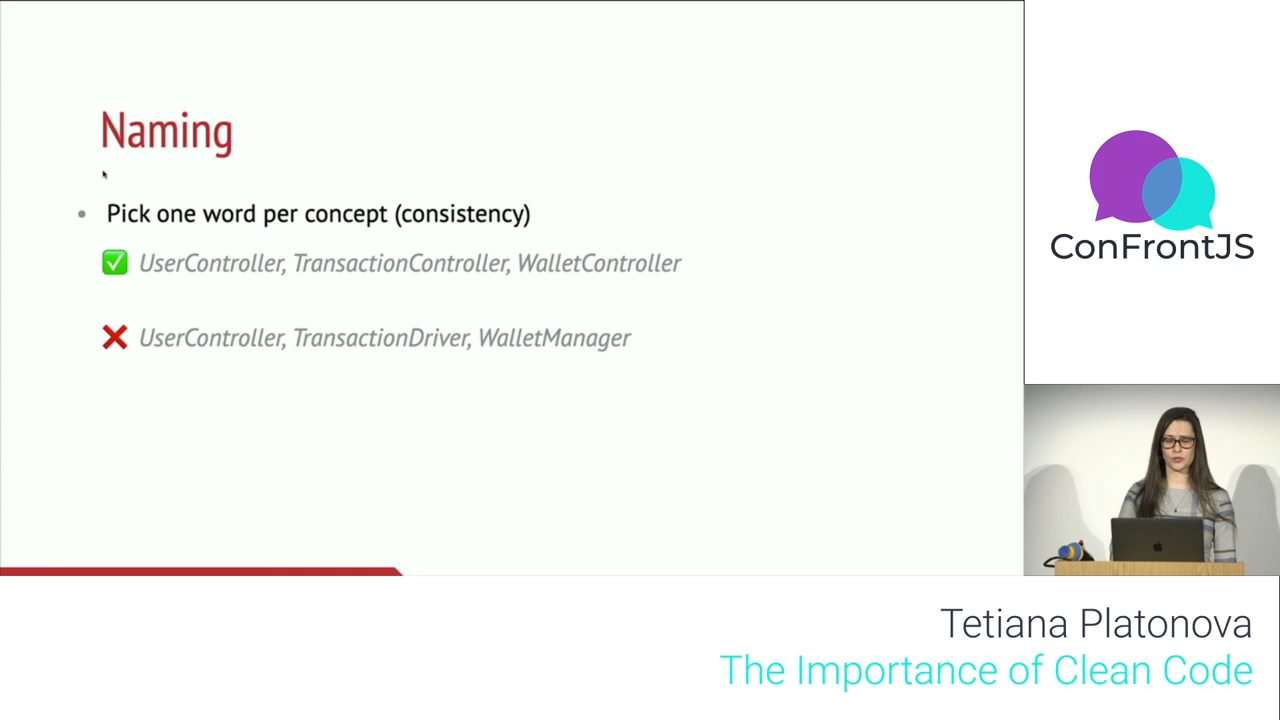 Naming
Pick one word per concept (consistency)
UserController, TransactionController, WalletController
UserController, TransactionDriver, WalletManager
ConFrontJS
Tetiana Platonova
The Importance of Clean Code